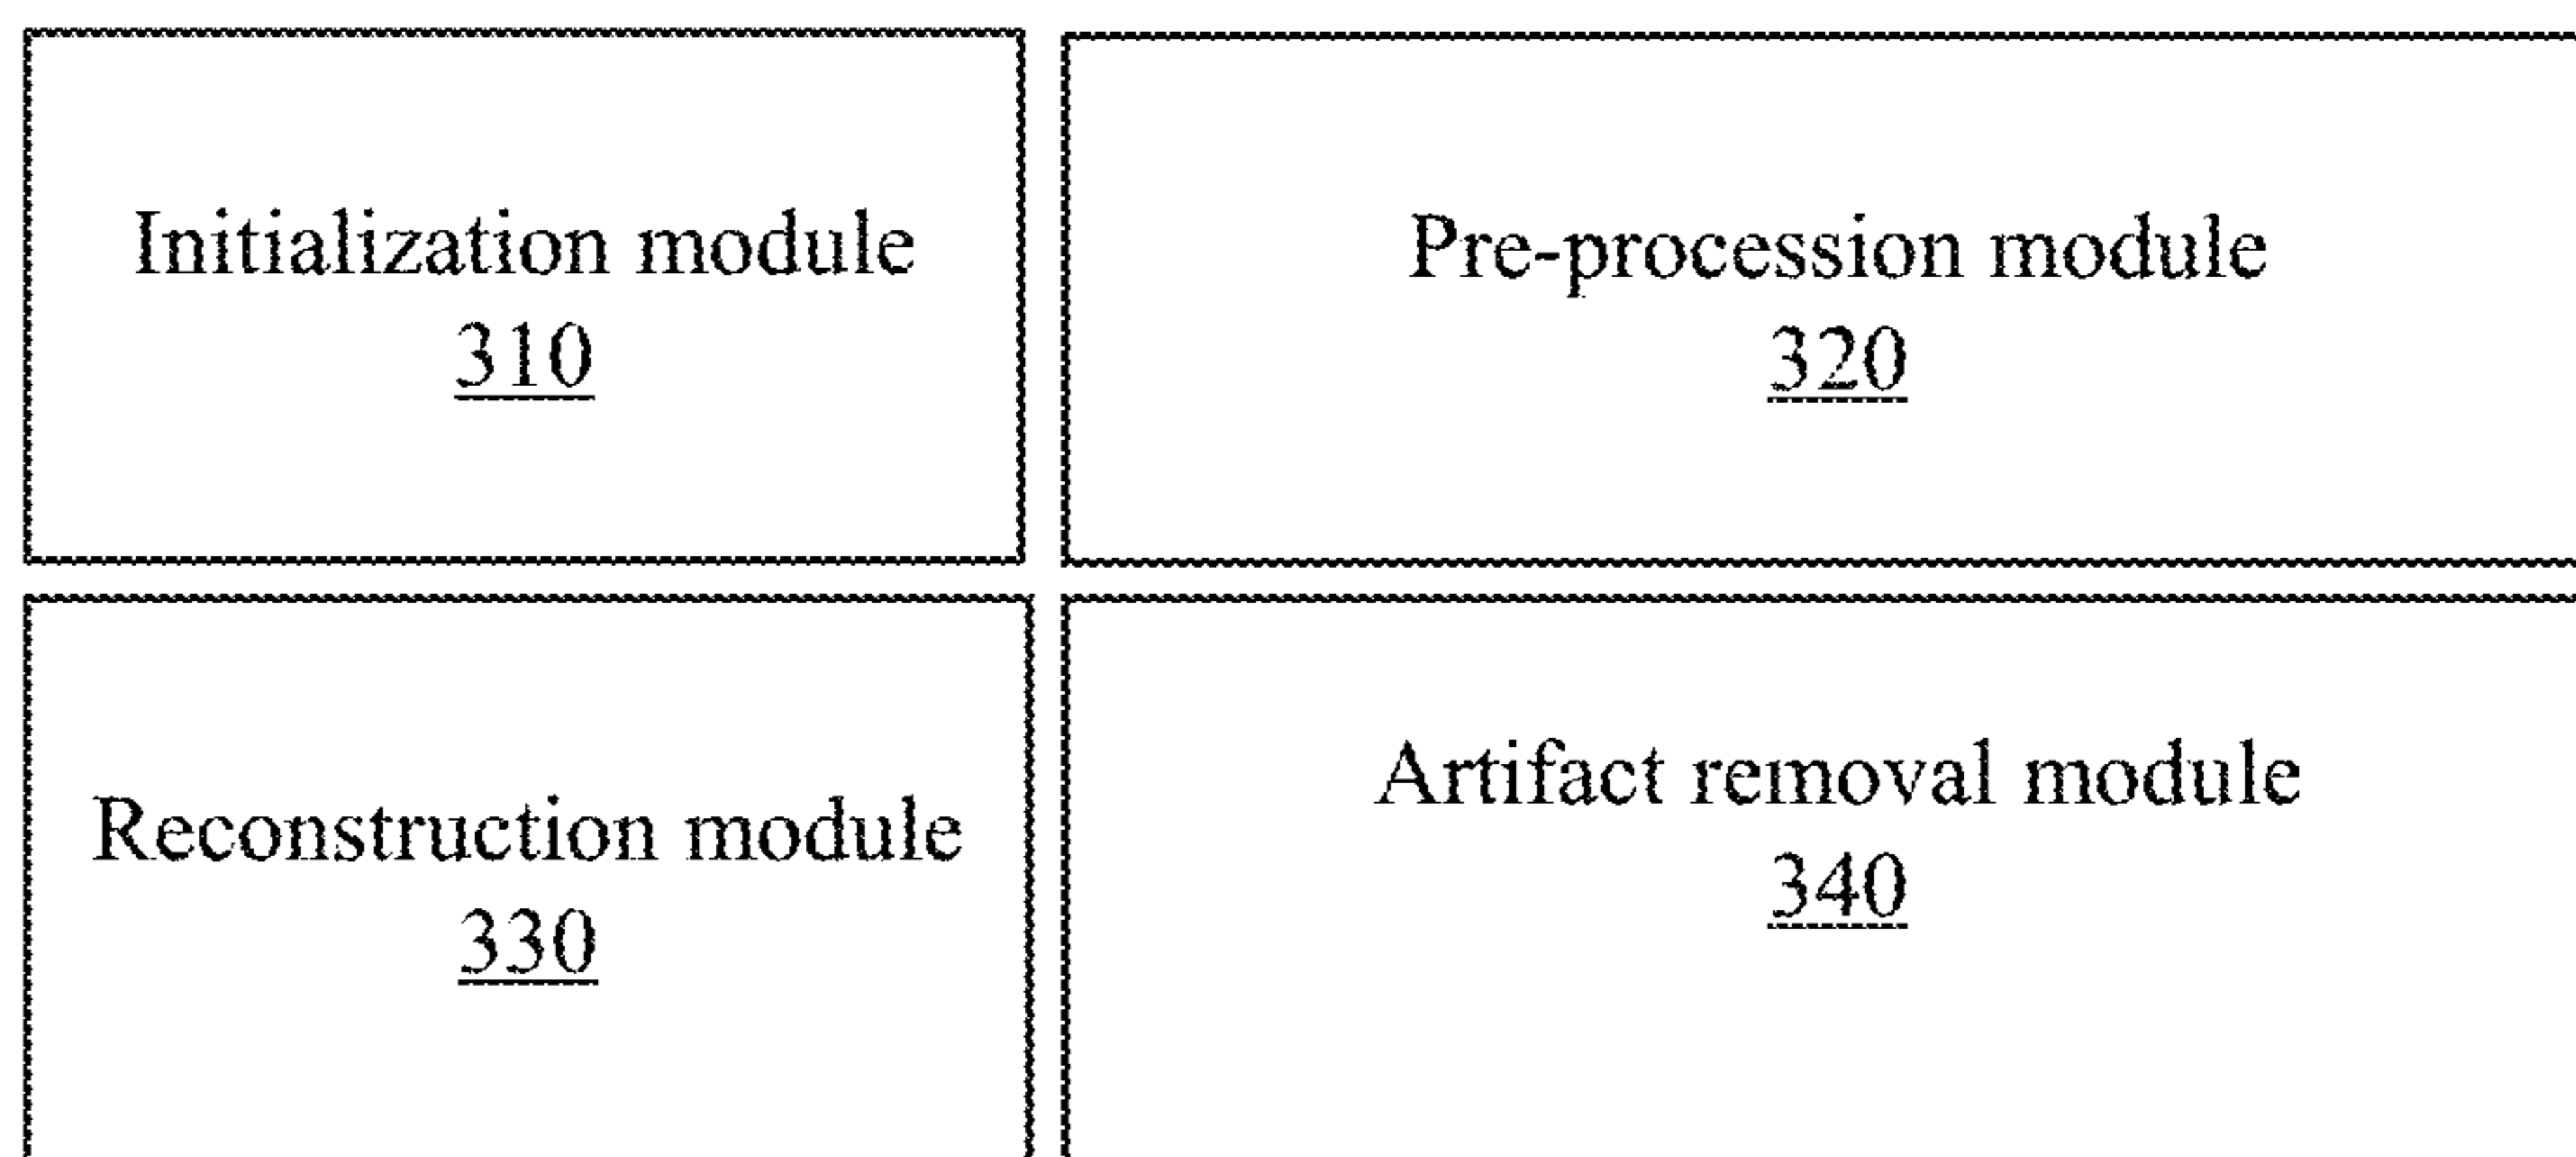 Initialization module
310
Pre-procession module
320
Reconstruction module
330
Artifact removal module
340